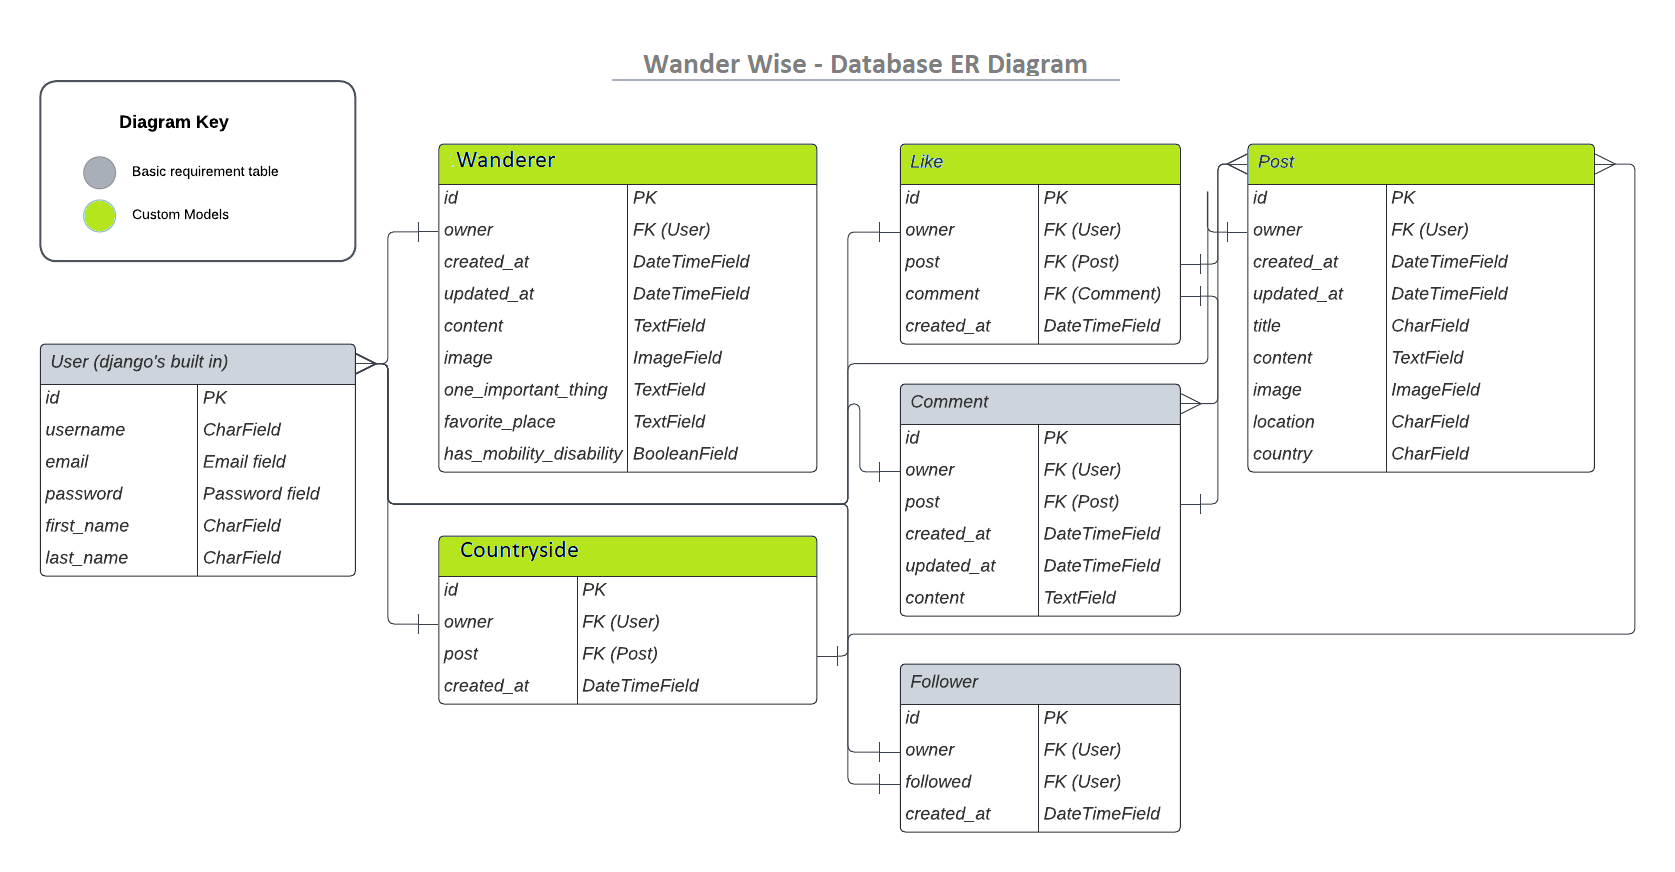 Wander Wise - Database ER Diagram
Diagram Key
Basic requirement table
Custom Models
User (django's built in)
id PK
username CharField
email Email field
password Password field
first_name CharField
last_name CharField
Wanderer
id PK
owner FK (User)
created_at DateTimeField
updated_at DateTimeField
content TextField
image ImageField
one_important_thing TextField
favorite_place TextField
has_mobility_disability BooleanField
Countryside
id PK
owner FK (User)
post FK (Post)
created_at DateTimeField
Like
id PK
owner FK (User)
post FK (Post)
comment FK (Comment)
created_at DateTimeField
Comment
id PK
owner FK (User)
post FK (Post)
created_at DateTimeField
updated_at DateTimeField
content TextField
Follower
id PK
owner FK (User)
followed FK (User)
created_at DateTimeField
Post
id PK
owner FK (User)
created_at DateTimeField
updated_at DateTimeField
title CharField
content TextField
image ImageField
location CharField
country CharField